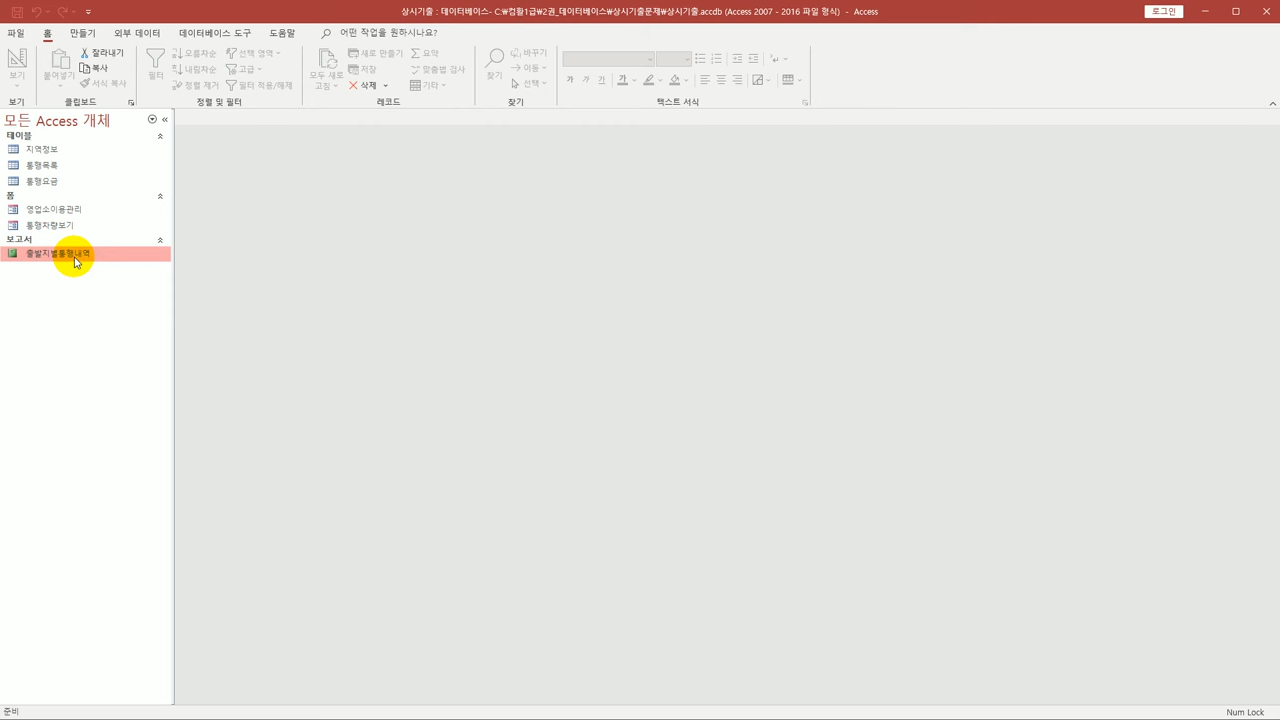 상시기출 : 데이터베이스- C:₩컴활1급₩2권_데이터베이스₩상시기출문제₩상시기출.accdb (Access 2007 - 2016 파일 형식) - Access
로그인
파일 홈 만들기 외부 데이터 데이터베이스 도구 도움말 어떤 작업을 원하시나요?
보기
붙여넣기
잘라내기
복사
서식 복사
필터
오름차순
내림차순
정렬 제거
선택 영역
고급
필터 적용/해제
모두 새로
고침
새로 만들기
저장
삭제
요약
맞춤법 검사
기타
찾기
바꾸기
이동
선택
가 가 가 가
보기 클립보드 정렬 및 필터 레코드 찾기 텍스트 서식
모든 Access 개체
테이블
지역정보
통행목록
통행요금
폼
영업소이용관리
통행차량보기
보고서
출발지별통행내역
준비
Num Lock